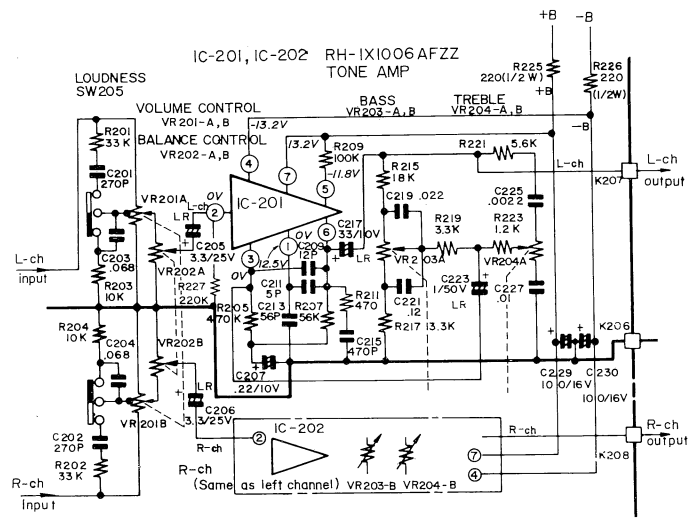 +B
-B
IC-201, IC-202 RH-IX1006AFZZ
TONE AMP
R225
220(1/2W)
R226
220
(1/2W)
LOUDNESS
SW205
VOLUME CONTROL
VR201-A, B
BASS
VR203-A, B
TREBLE
VR204-A, B
+B
-B
-13.2V
13.2V
BALANCE CONTROL
VR202-A, B
R201
33K
4
7
R209
100K
-11.8V
5
R221
5.6K
L-ch
L-ch
output
K207
C201
270P
VR201A
L-ch
0V
2
IC-201
6
R215
18K
C219 .022
C225
.0022
LR
C217
33/10V
LR
R219
3.3K
R223
1.2K
C205
3.3/25V
3
1
C209
12P
VR203A
VR204A
L-ch
input
C203
.068
VR202A
0V
12.5V
0V
C223
1/50V
LR
C227
.01
R203
10K
R227
220K
C211
5P
R211
470
C221
.12
R205
470K
C213
56P
R207
56K
R217 3.3K
K206
R204
10K
C204
.068
VR202B
C215
470P
C207
.22/10V
C229
100/16V
C230
100/16V
LR
C206
3.3/25V
VR201B
R-ch
2
IC-202
R-ch
R-ch
output
K208
C202
270P
R202
33K
R-ch
(Same as left channel)
VR203-B VR204-B
7
4
R-ch
Input